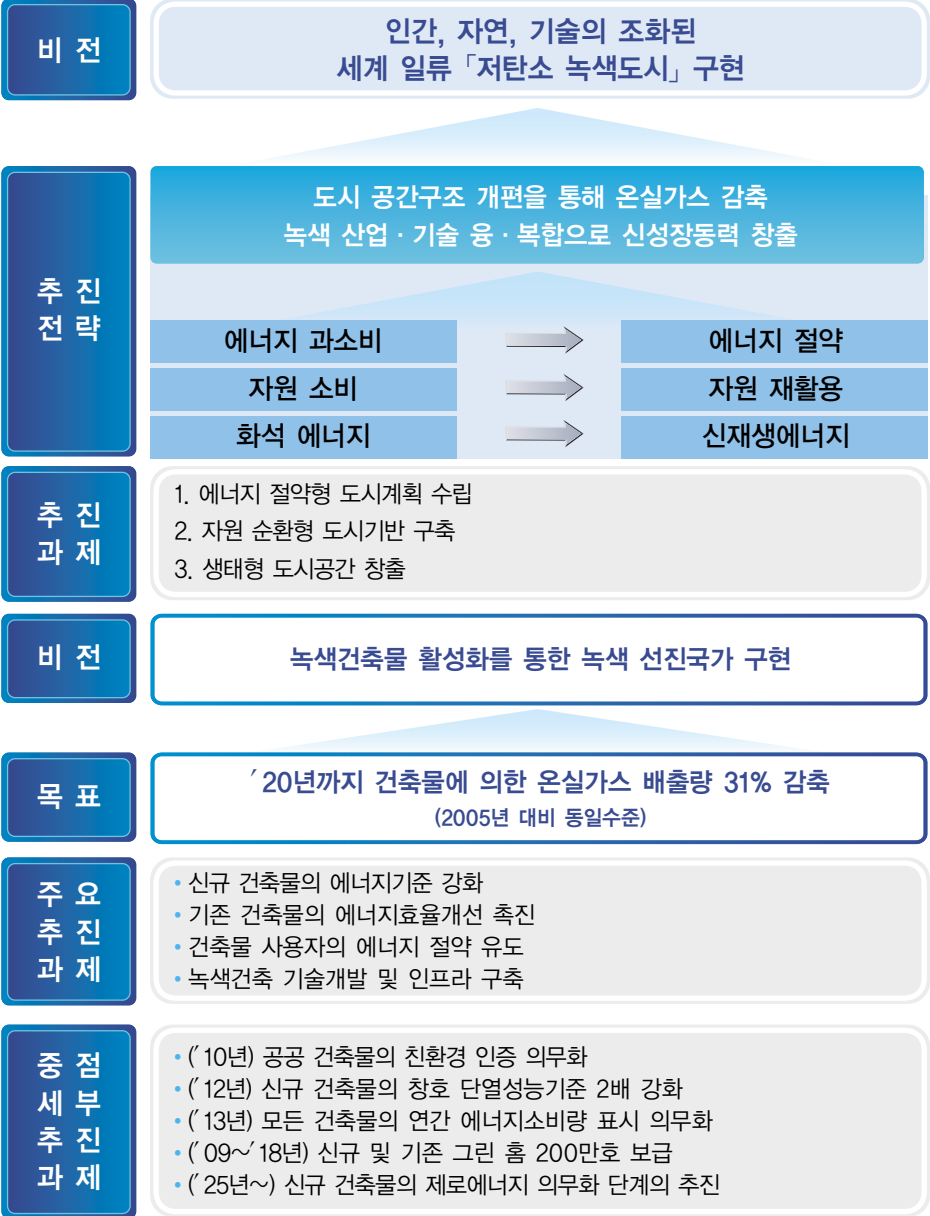 비 전
인간, 자연, 기술의 조화된
세계 일류 「저탄소 녹색도시」 구현
추 진
전 략
도시 공간구조 개편을 통해 온실가스 감축
녹색 산업 · 기술 융 · 복합으로 신성장동력 창출
에너지 과소비
에너지 절약
자원 소비
자원 재활용
화석 에너지
신재생에너지
추 진
과 제
1. 에너지 절약형 도시계획 수립
2. 자원 순환형 도시기반 구축
3. 생태형 도시공간 창출
비 전
녹색건축물 활성화를 통한 녹색 선진국가 구현
목 표
′20년까지 건축물에 의한 온실가스 배출량 31% 감축
(2005년 대비 동일수준)
주 요
추 진
과 제
• 신규 건축물의 에너지기준 강화
• 기존 건축물의 에너지효율개선 촉진
• 건축물 사용자의 에너지 절약 유도
• 녹색건축 기술개발 및 인프라 구축
중 점
세 부
추 진
과 제
• (′10년) 공공 건축물의 친환경 인증 의무화
• (′12년) 신규 건축물의 창호 단열성능기준 2배 강화
• (′13년) 모든 건축물의 연간 에너지소비량 표시 의무화
• (′09~′18년) 신규 및 기존 그린 홈 200만호 보급
• (′25년~) 신규 건축물의 제로에너지 의무화 단계의 추진